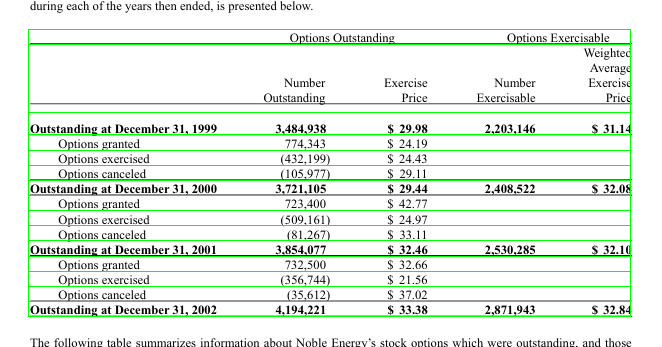 during each of the years then ended, is presented below.
Options Outstanding Options Exercisable
Weighted
Average
Number Exercise Number Exercise
Outstanding Price Exercisable Price
Outstanding at December 31, 1999 3,484,938 $ 29.98 2,203,146 $ 31.14
Options granted 774,343 $ 24.19
Options exercised (432,199) $ 24.43
Options canceled (105,977) $ 29.11
Outstanding at December 31, 2000 3,721,105 $ 29.44 2,408,522 $ 32.08
Options granted 723,400 $ 42.77
Options exercised (509,161) $ 24.97
Options canceled (81,267) $ 33.11
Outstanding at December 31, 2001 3,854,077 $ 32.46 2,530,285 $ 32.10
Options granted 732,500 $ 32.66
Options exercised (356,744) $ 21.56
Options canceled (35,612) $ 37.02
Outstanding at December 31, 2002 4,194,221 $ 33.38 2,871,943 $ 32.84
The following table summarizes information about Noble Energy's stock options which were outstanding, and those